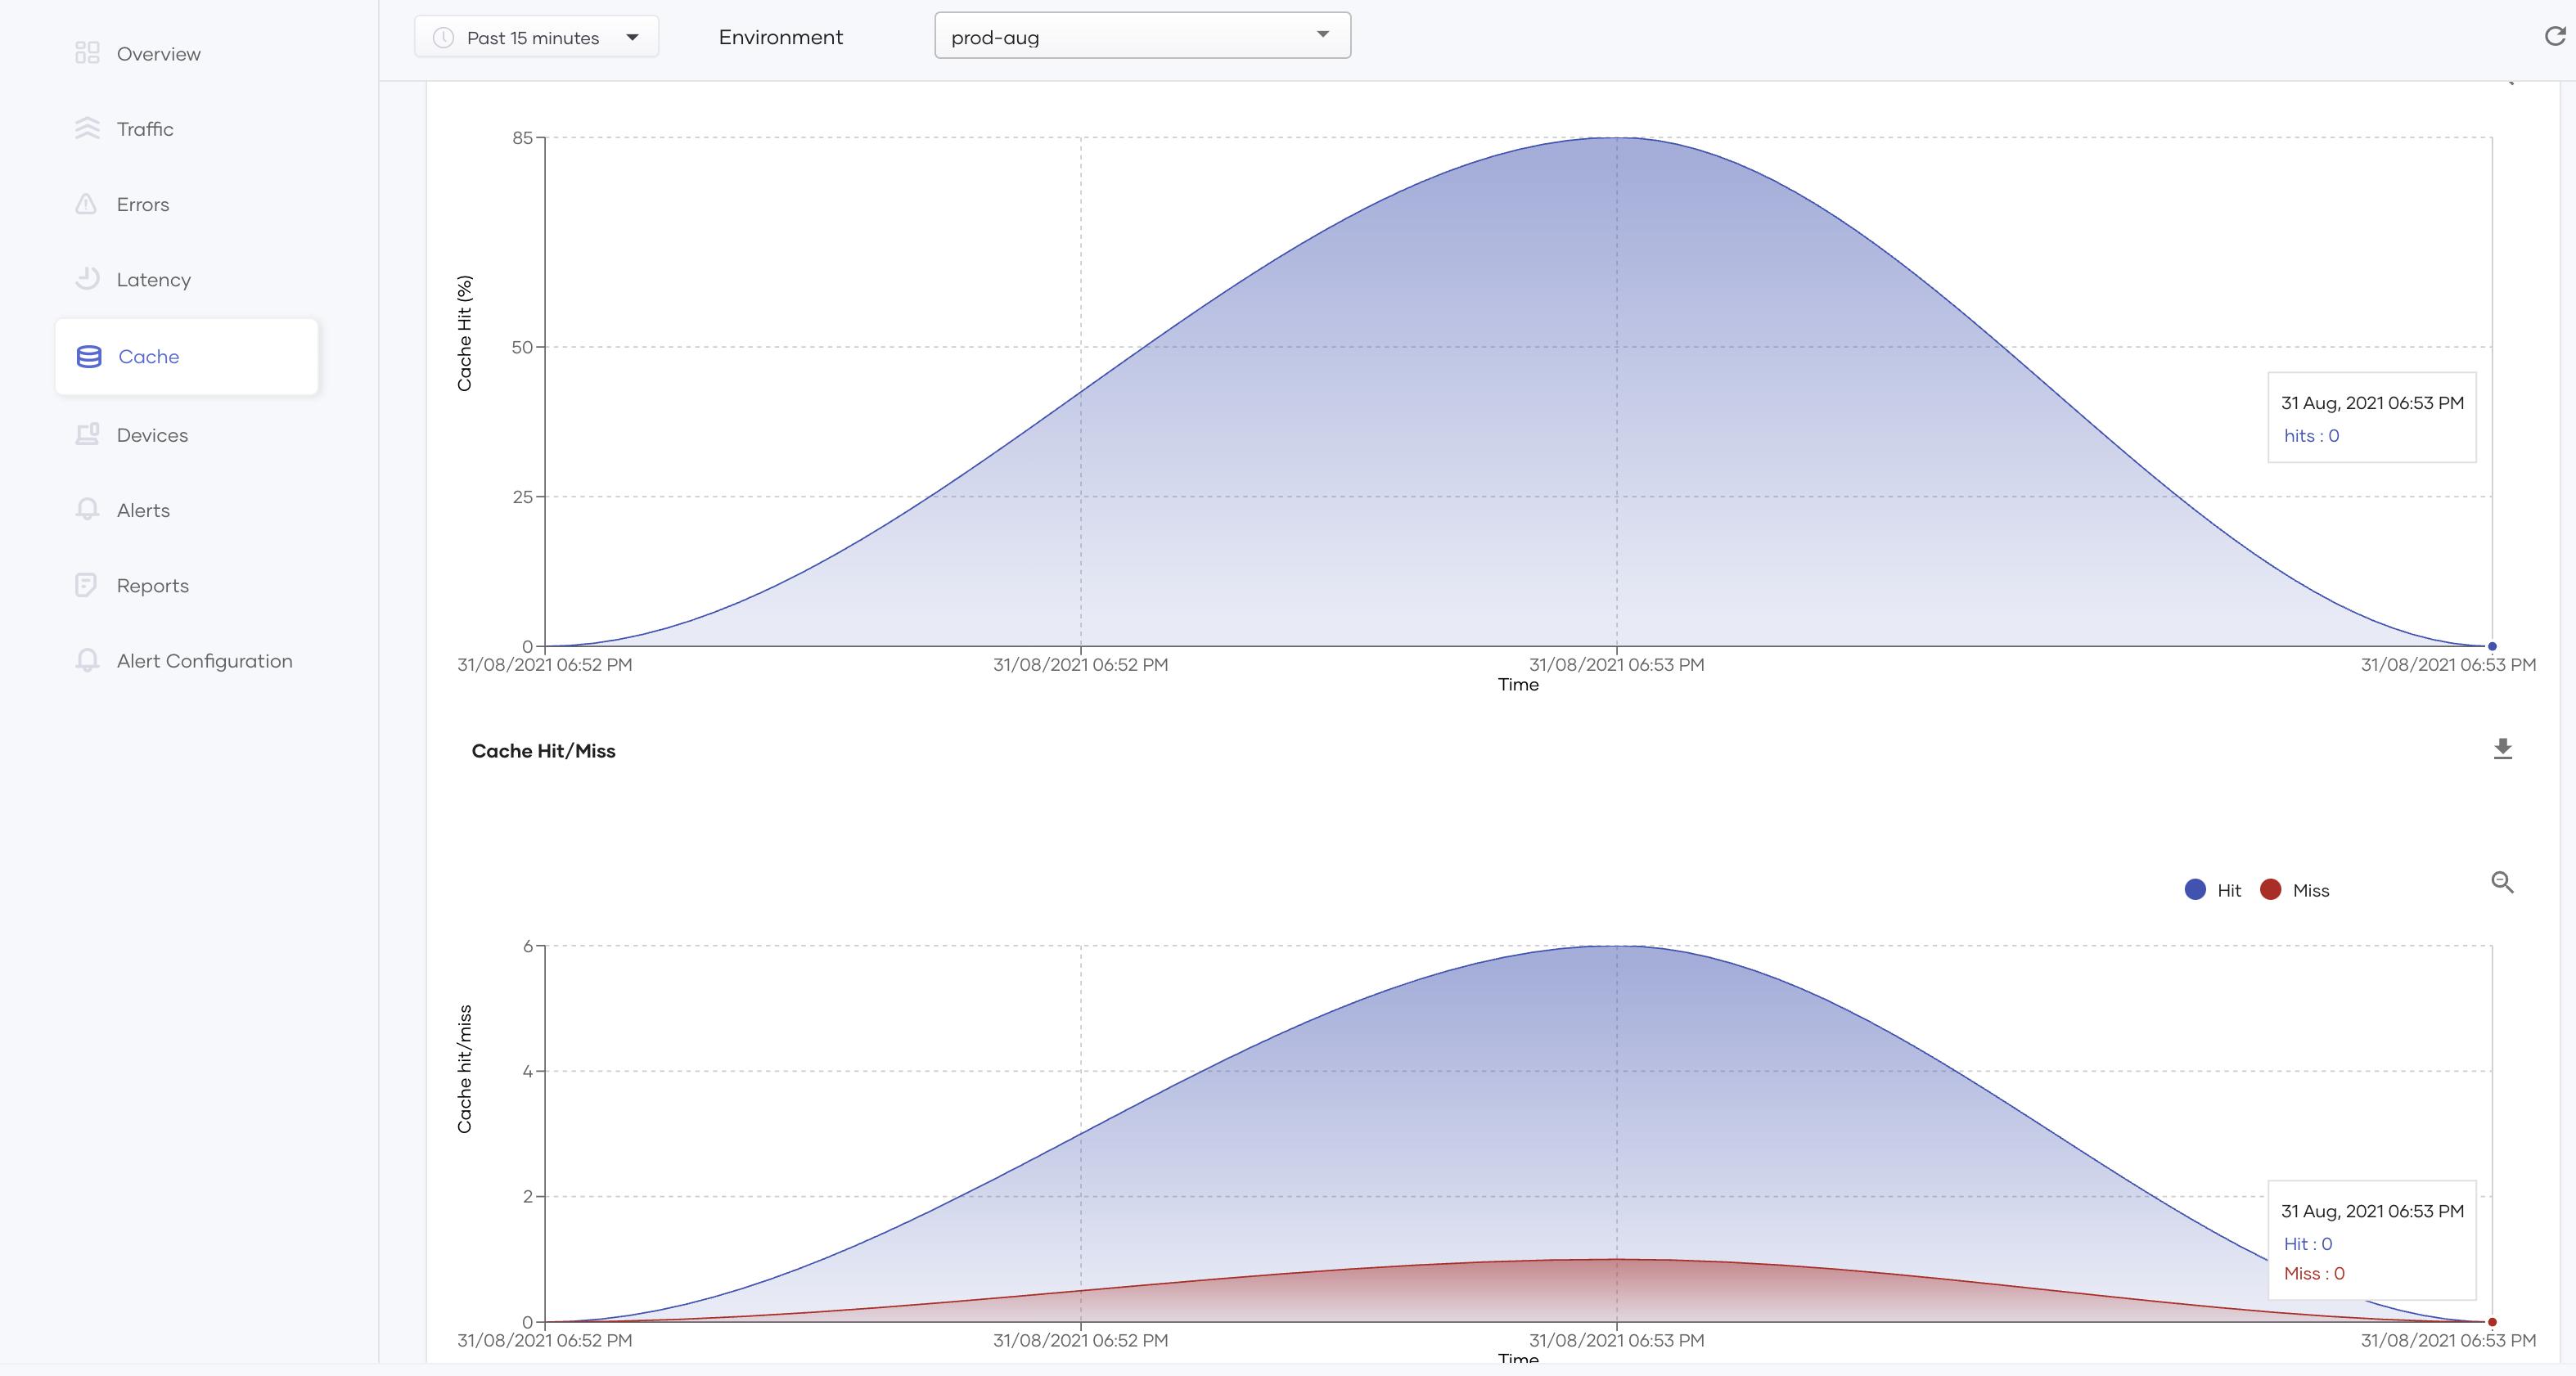 Overview
Traffic
Errors
Latency
Cache
Devices
Alerts
Reports
Alert Configuration
Past 15 minutes
Environment
prod-aug
85
50
25
0
Cache Hit (%)
31 Aug, 2021 06:53 PM
hits : 0
31/08/2021 06:52 PM
31/08/2021 06:52 PM
31/08/2021 06:53 PM
31/08/2021 06:53 PM
Time
Cache Hit/Miss
Hit
Miss
6
4
2
0
Cache hit/miss
31 Aug, 2021 06:53 PM
Hit : 0
Miss : 0
31/08/2021 06:52 PM
31/08/2021 06:52 PM
31/08/2021 06:53 PM
31/08/2021 06:53 PM
Time